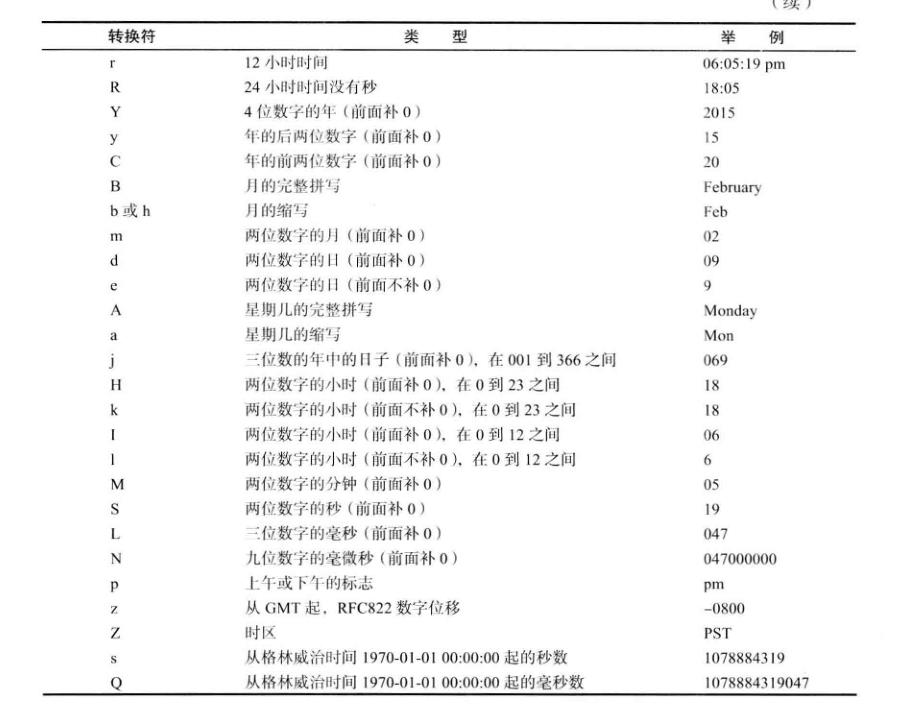 （续）
转换符 类 型 举 例
r 12 小时时间 06:05:19 pm
R 24 小时时间没有秒 18:05
Y 4 位数字的年（前面补 0） 2015
y 年的后两位数字（前面补 0） 15
C 年的前两位数字（前面补 0） 20
B 月的完整拼写 February
b 或 h 月的缩写 Feb
m 两位数字的月（前面补 0） 02
d 两位数字的日（前面补 0） 09
e 两位数字的日（前面不补 0） 9
A 星期几的完整拼写 Monday
a 星期几的缩写 Mon
j 三位数的年中的日子（前面补 0），在 001 到 366 之间 069
H 两位数字的小时（前面补 0），在 0 到 23 之间 18
k 两位数字的小时（前面不补 0），在 0 到 23 之间 18
I 两位数字的小时（前面补 0），在 0 到 12 之间 06
l 两位数字的小时（前面不补 0），在 0 到 12 之间 6
M 两位数字的分钟（前面补 0） 05
S 两位数字的秒（前面补 0） 19
L 三位数字的毫秒（前面补 0） 047
N 九位数字的毫微秒（前面补 0） 047000000
p 上午或下午的标志 pm
z 从 GMT 起，RFC822 数字位移 –0800
Z 时区 PST
s 从格林威治时间 1970-01-01 00:00:00 起的秒数 1078884319
Q 从格林威治时间 1970-01-01 00:00:00 起的毫秒数 1078884319047